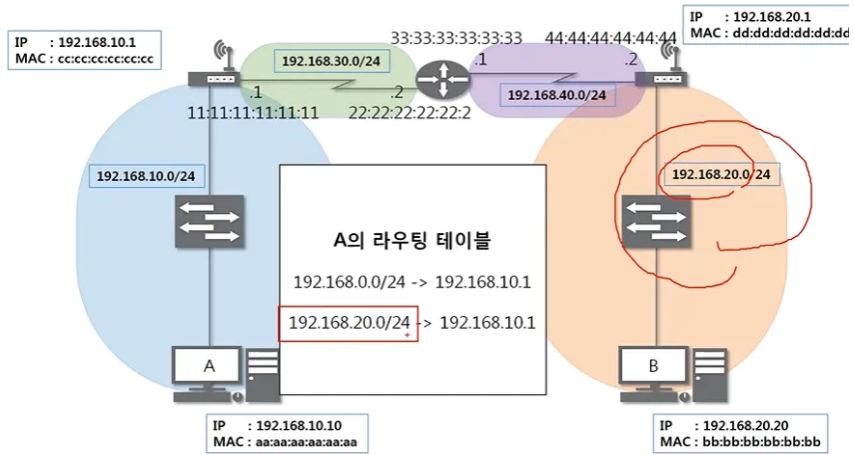 IP : 192.168.10.1
MAC : cc:cc:cc:cc:cc:cc
33:33:33:33:33:33
44:44:44:44:44:44
IP : 192.168.20.1
MAC : dd:dd:dd:dd:dd:dd
192.168.30.0/24
.1
.2
.1
.2
192.168.40.0/24
11:11:11:11:11:11
22:22:22:22:22:2
192.168.10.0/24
192.168.20.0/24
A의 라우팅 테이블
192.168.0.0/24 -> 192.168.10.1
192.168.20.0/24 -> 192.168.10.1
A
B
IP : 192.168.10.10
MAC : aa:aa:aa:aa:aa:aa
IP : 192.168.20.20
MAC : bb:bb:bb:bb:bb:bb